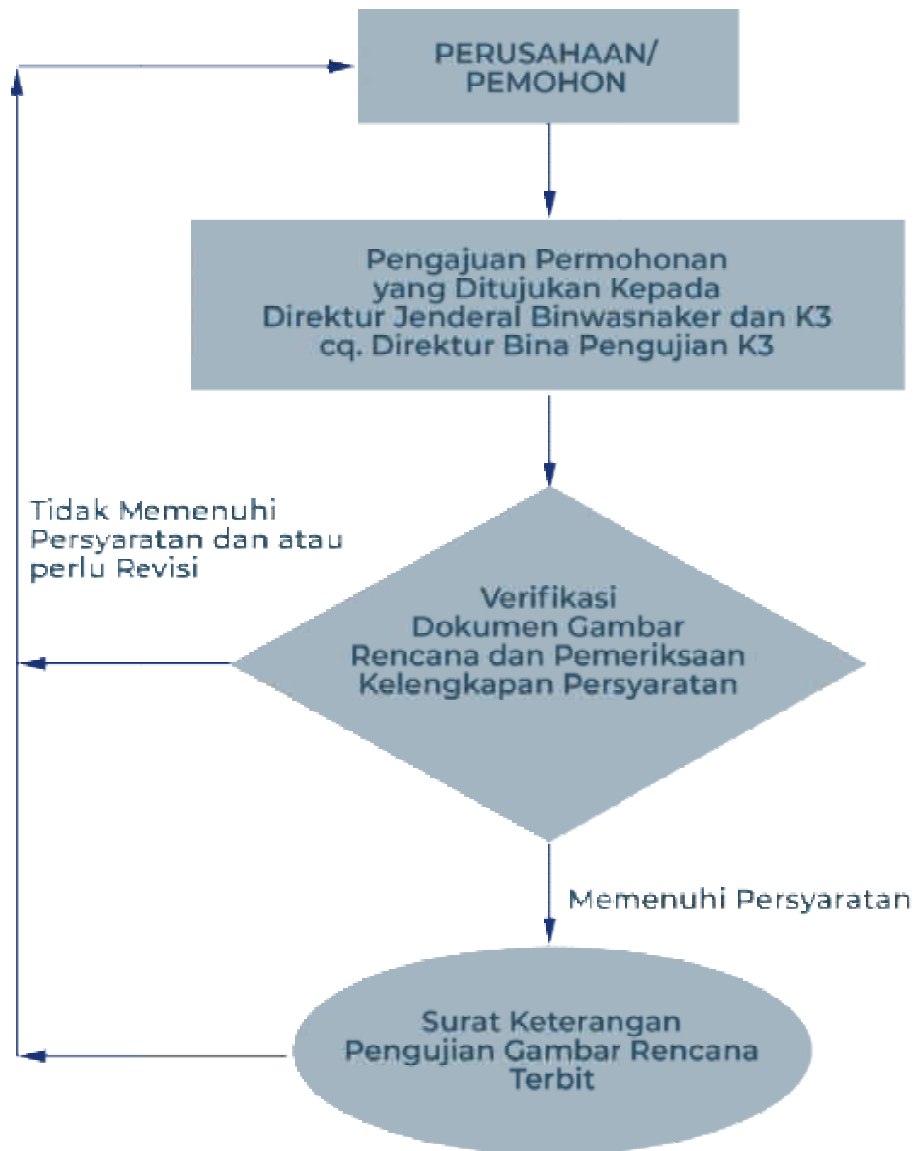 PERUSAHAAN/
PEMOHON
Pengajuan Permohonan
yang Ditujukan Kepada
Direktur Jenderal Binwasnaker dan K3
cq. Direktur Bina Pengujian K3
Tidak Memenuhi
Persyaratan dan atau
perlu Revisi
Verifikasi
Dokumen Gambar
Rencana dan Pemeriksaan
Kelengkapan Persyaratan
Memenuhi Persyaratan
Surat Keterangan
Pengujian Gambar Rencana
Terbit